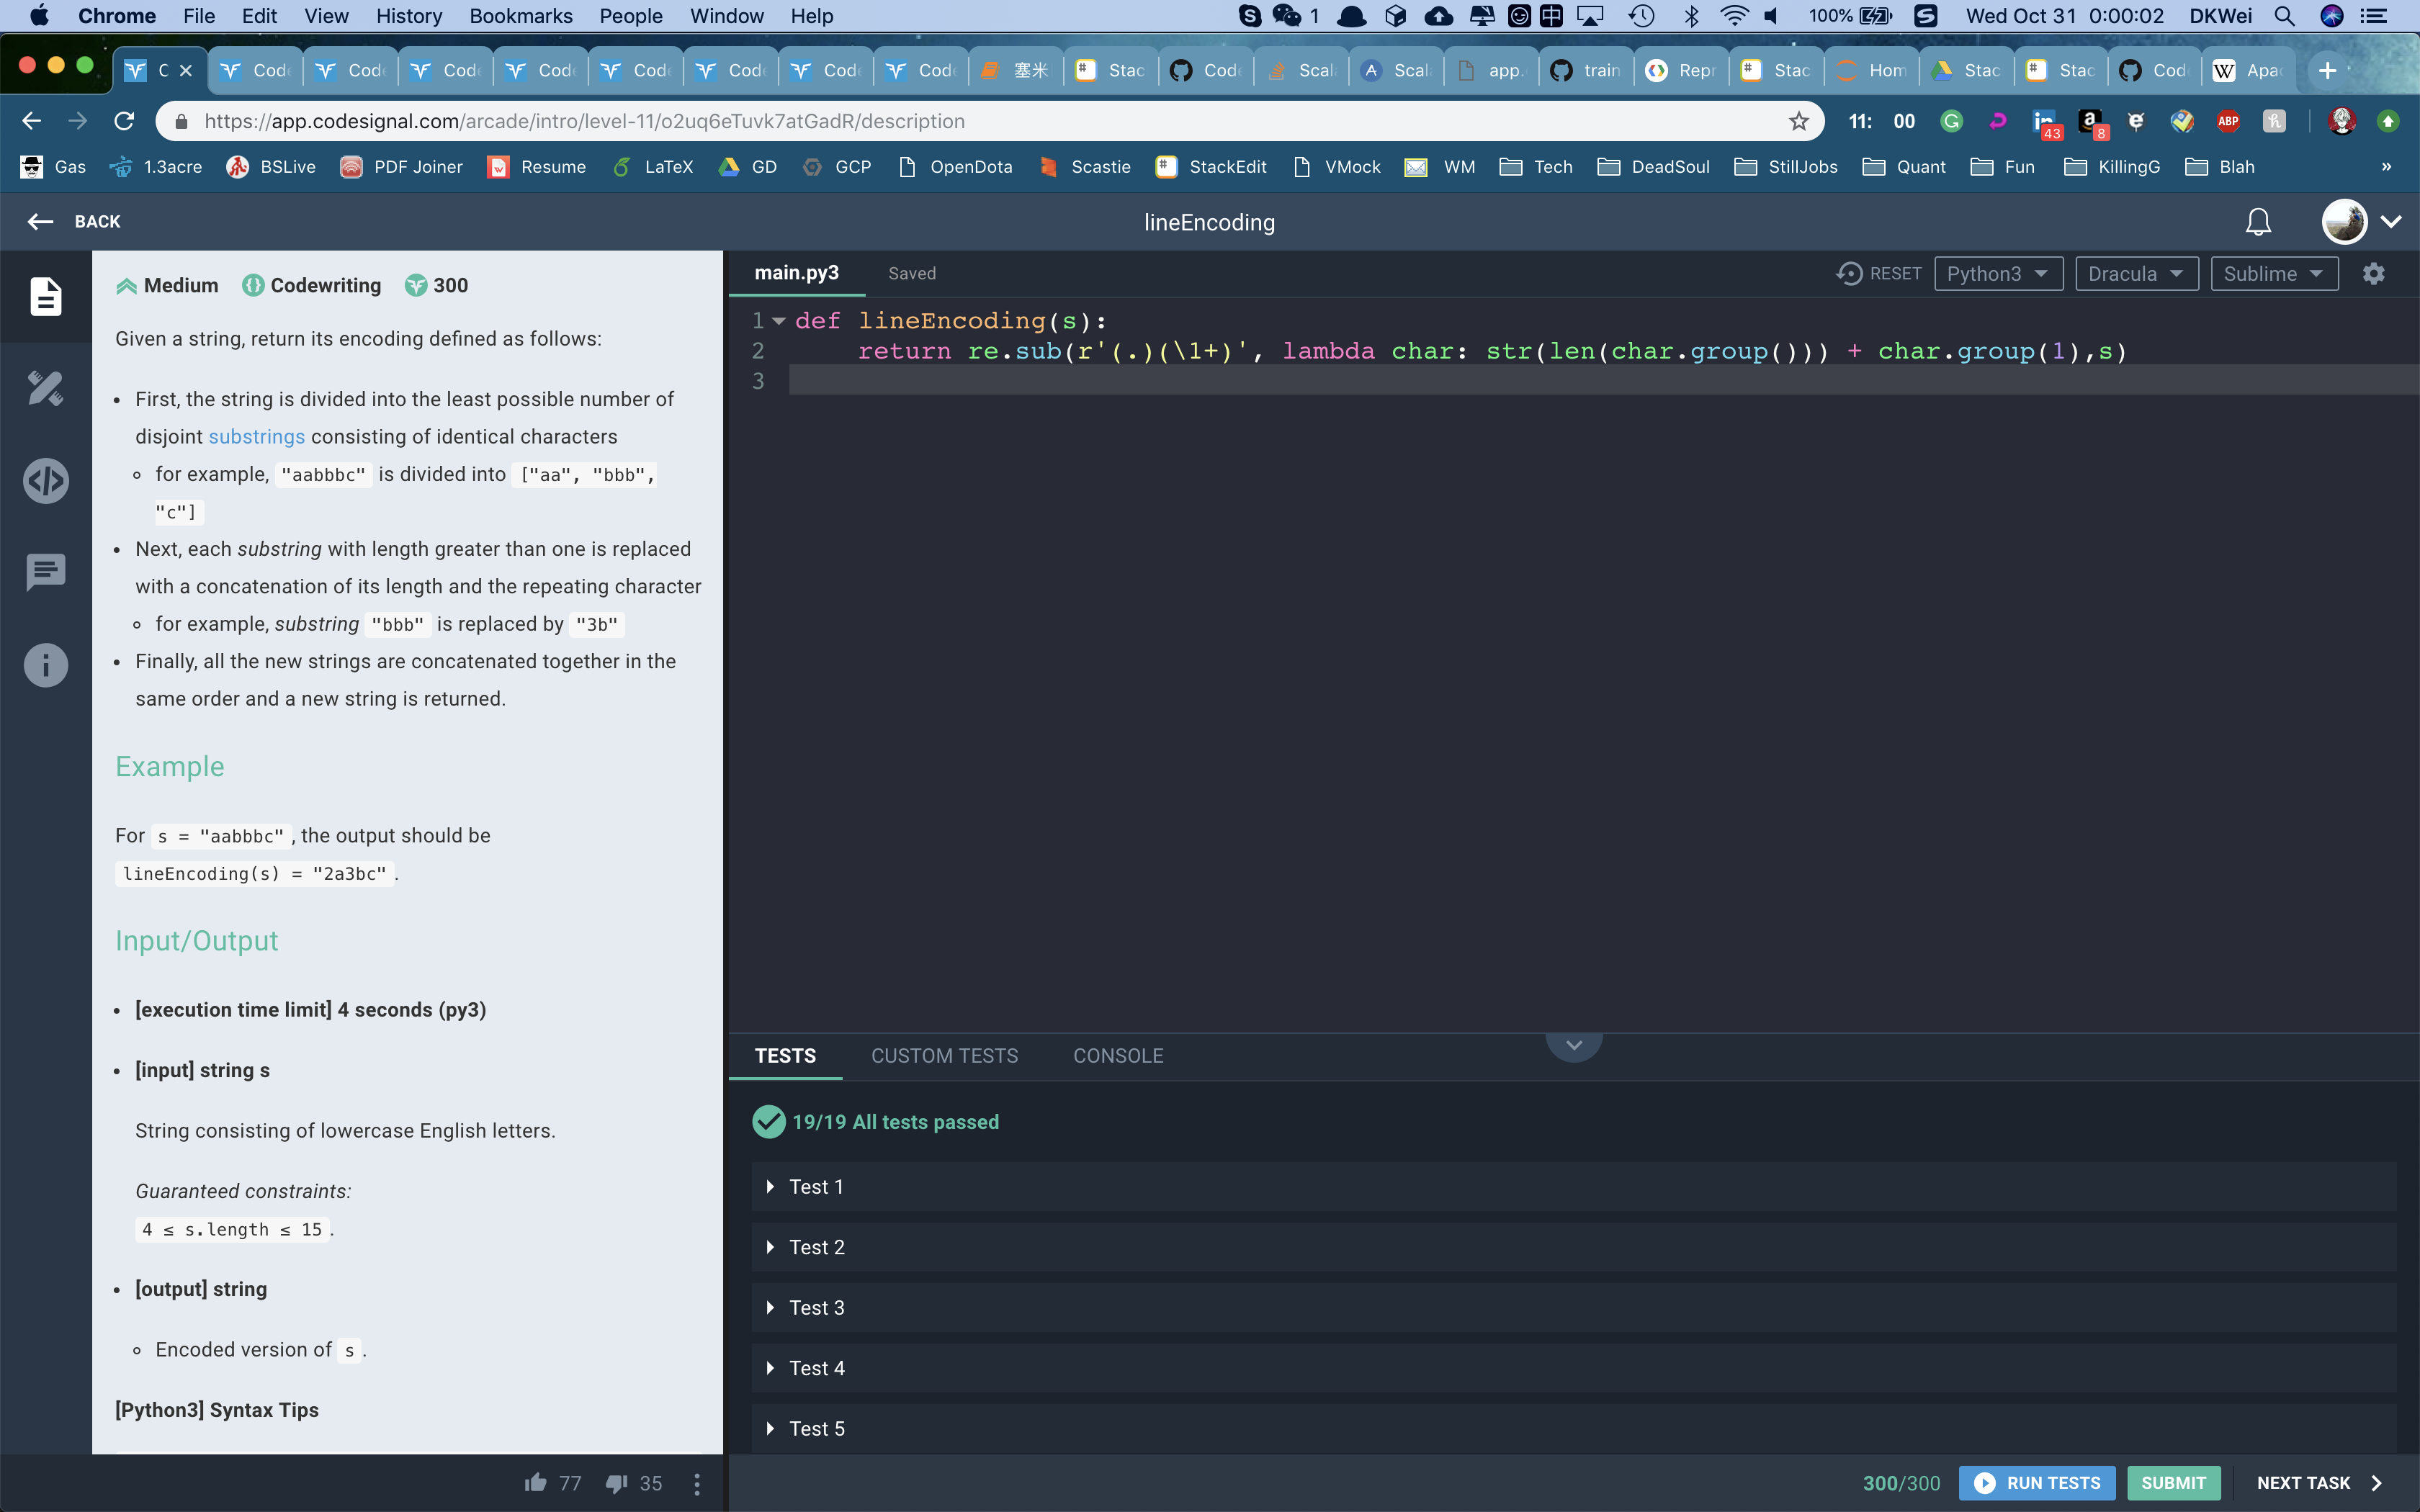 Chrome File Edit View History Bookmarks People Window Help 1 100% Wed Oct 31 0:00:02 DKWei
C Code Code Code Code Code Code Code Code 塞米 Stac Code Scal Scal app. train Repr Stac Hom Stac Stac Cod Apac
https://app.codesignal.com/arcade/intro/level-11/o2uq6eTuvk7atGadR/description 11: 00 43 8 ABP
Gas 1.3acre BSLive PDF Joiner Resume LaTeX GD GCP OpenDota Scastie StackEdit VMock WM Tech DeadSoul StillJobs Quant Fun KillingG Blah »
BACK lineEncoding
Medium Codewriting 300
Given a string, return its encoding defined as follows:
• First, the string is divided into the least possible number of
disjoint substrings consisting of identical characters
◦ for example, "aabbbc" is divided into ["aa", "bbb",
"c"]
• Next, each substring with length greater than one is replaced
with a concatenation of its length and the repeating character
◦ for example, substring "bbb" is replaced by "3b"
• Finally, all the new strings are concatenated together in the
same order and a new string is returned.
Example
For s = "aabbbc", the output should be
lineEncoding(s) = "2a3bc".
Input/Output
• [execution time limit] 4 seconds (py3)
• [input] string s
String consisting of lowercase English letters.
Guaranteed constraints:
4 ≤ s.length ≤ 15.
• [output] string
◦ Encoded version of s.
[Python3] Syntax Tips
77 35
main.py3 Saved RESET Python3 Dracula Sublime
1 def lineEncoding(s):
2 return re.sub(r'(.)(\1+)', lambda char: str(len(char.group())) + char.group(1),s)
3
TESTS CUSTOM TESTS CONSOLE
19/19 All tests passed
Test 1
Test 2
Test 3
Test 4
Test 5
300/300 RUN TESTS SUBMIT NEXT TASK